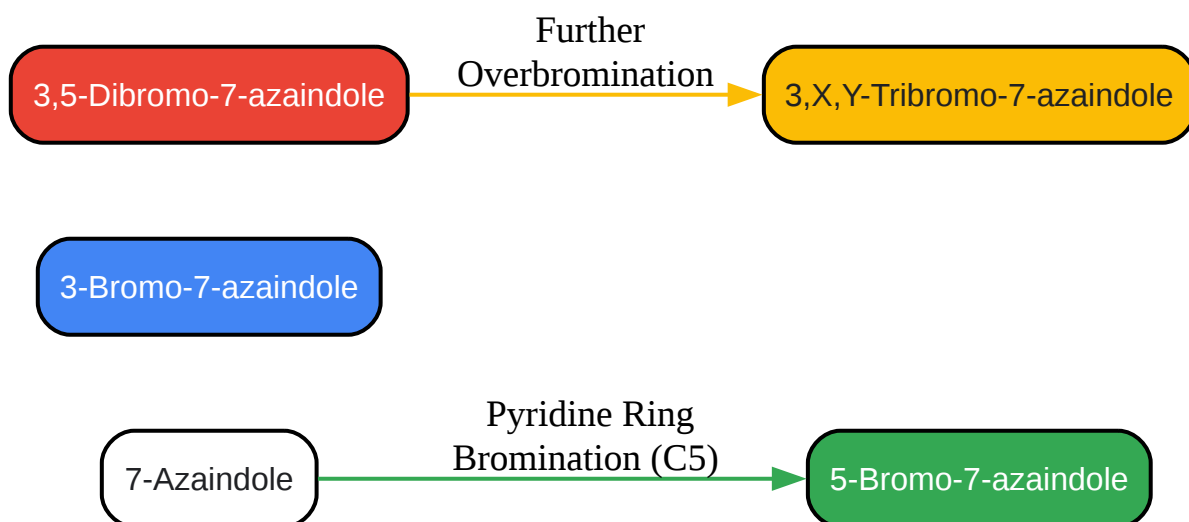 Further
Overbromination
3,5-Dibromo-7-azaindole
3,X,Y-Tribromo-7-azaindole
3-Bromo-7-azaindole
Pyridine Ring
Bromination (C5)
7-Azaindole
5-Bromo-7-azaindole